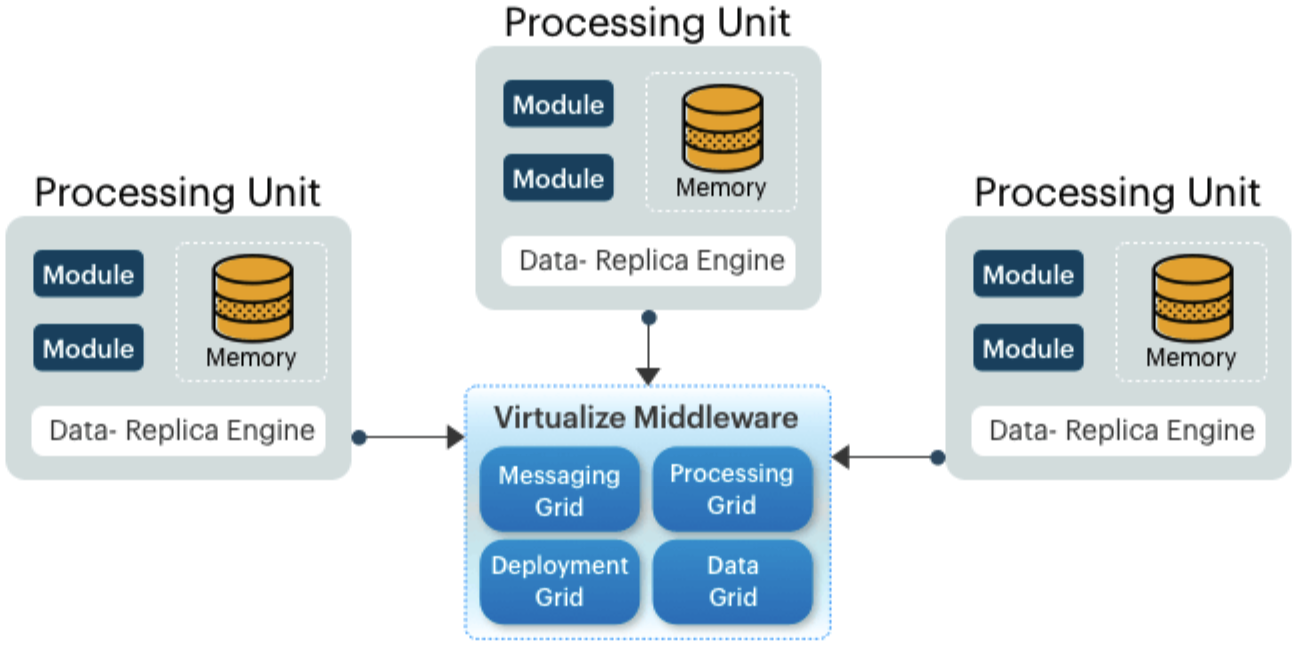 Processing Unit
Module
Module
Memory
Data- Replica Engine
Processing Unit
Module
Module
Memory
Data- Replica Engine
Processing Unit
Module
Module
Memory
Data- Replica Engine
Virtualize Middleware
Messaging
Grid
Processing
Grid
Deployment
Grid
Data
Grid